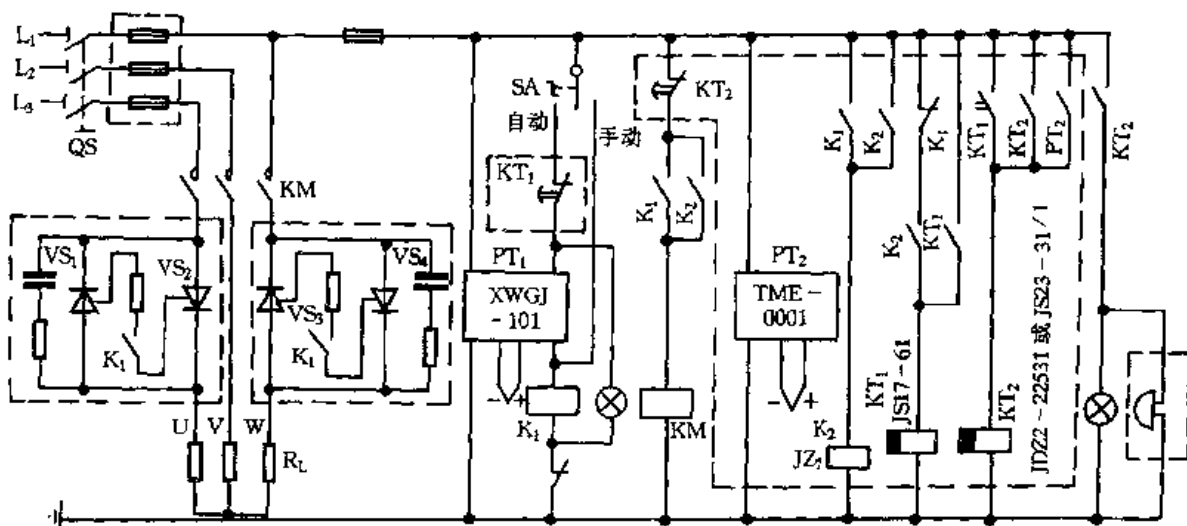 L₁
L₂
L₃
QS
KM
SA
自动
手动
KT₁
KT₂
K₁
K₂
K₁
K₂
K₁
KT₁
KT₂
PT₂
KT₂
K₂
VS₁
VS₂
K₁
VS₃
K₁
VS₄
PT₁
XWGJ
-101
PT₂
TME-
0001
- +
- +
K₁
KM
K₂
JZ₇
KT₁
JS17-61
KT₂
JDZ2-22531 或 JS23-31/1
U
V
W
R_L